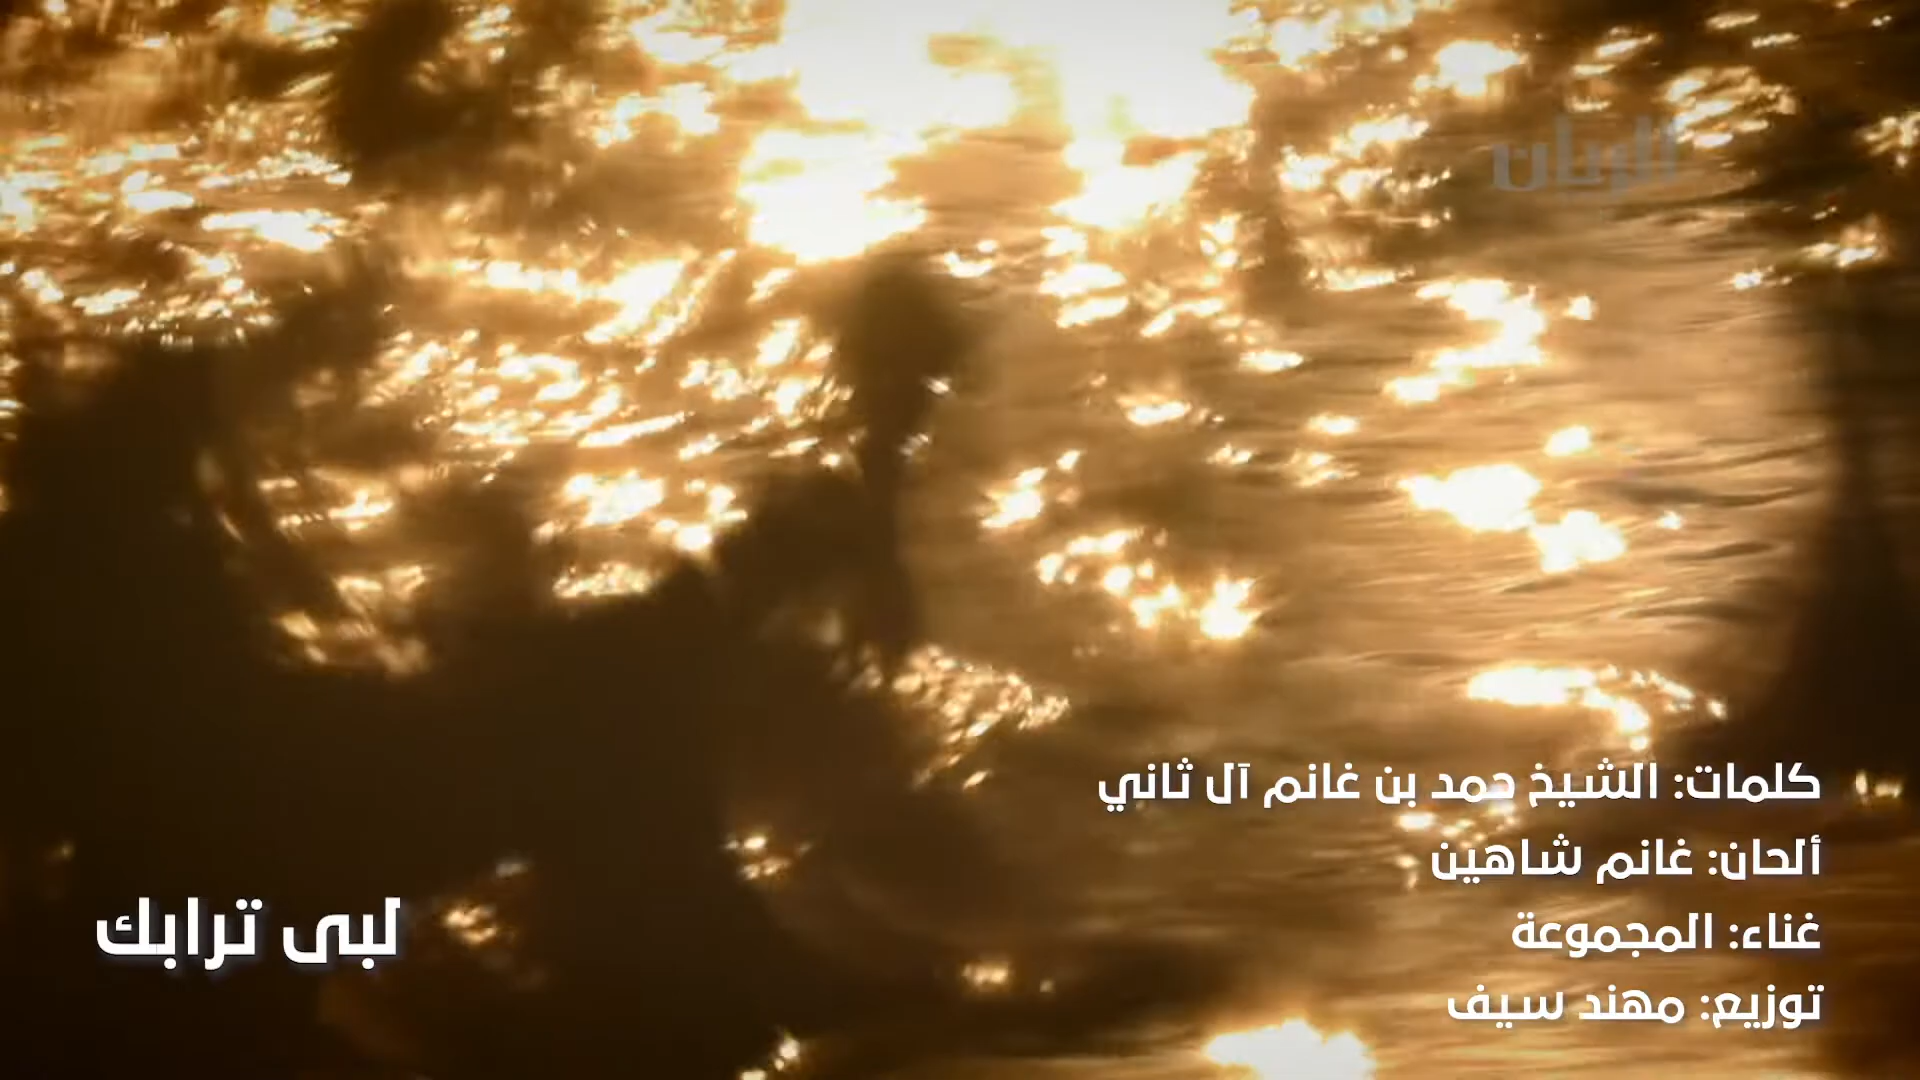 الريان
كلمات: الشيخ حمد بن غانم آل ثاني
ألحان: غانم شاهين
غناء: المجموعة
توزيع: مهند سيف
لبى ترابك